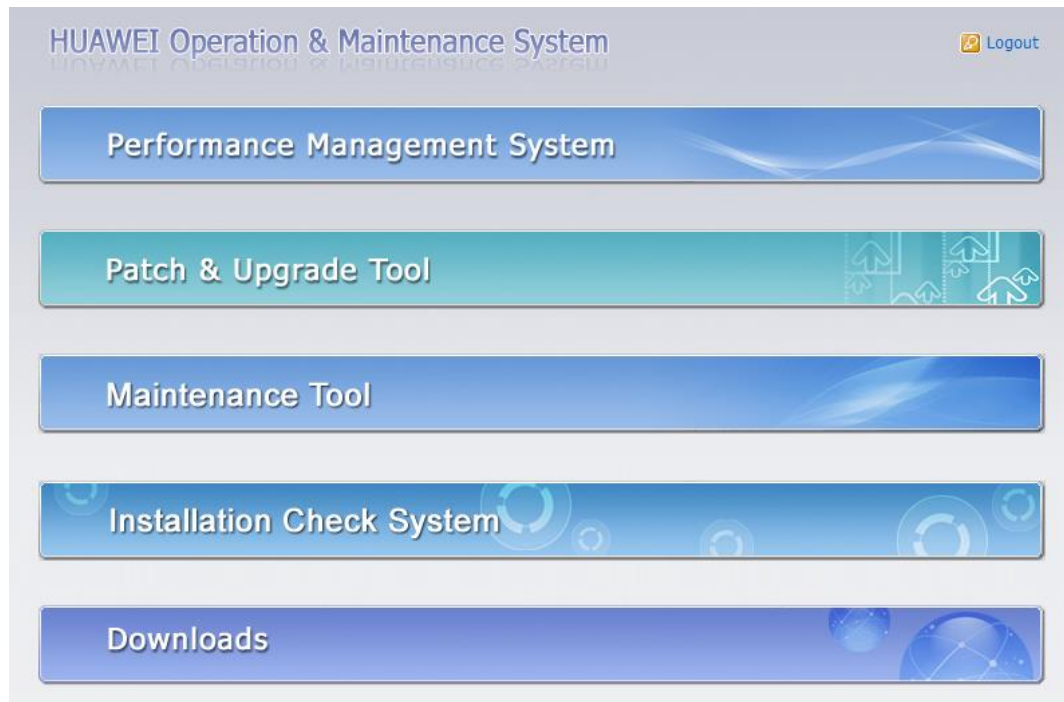 HUAWEI Operation & Maintenance System
Logout
Performance Management System
Patch & Upgrade Tool
Maintenance Tool
Installation Check System
Downloads